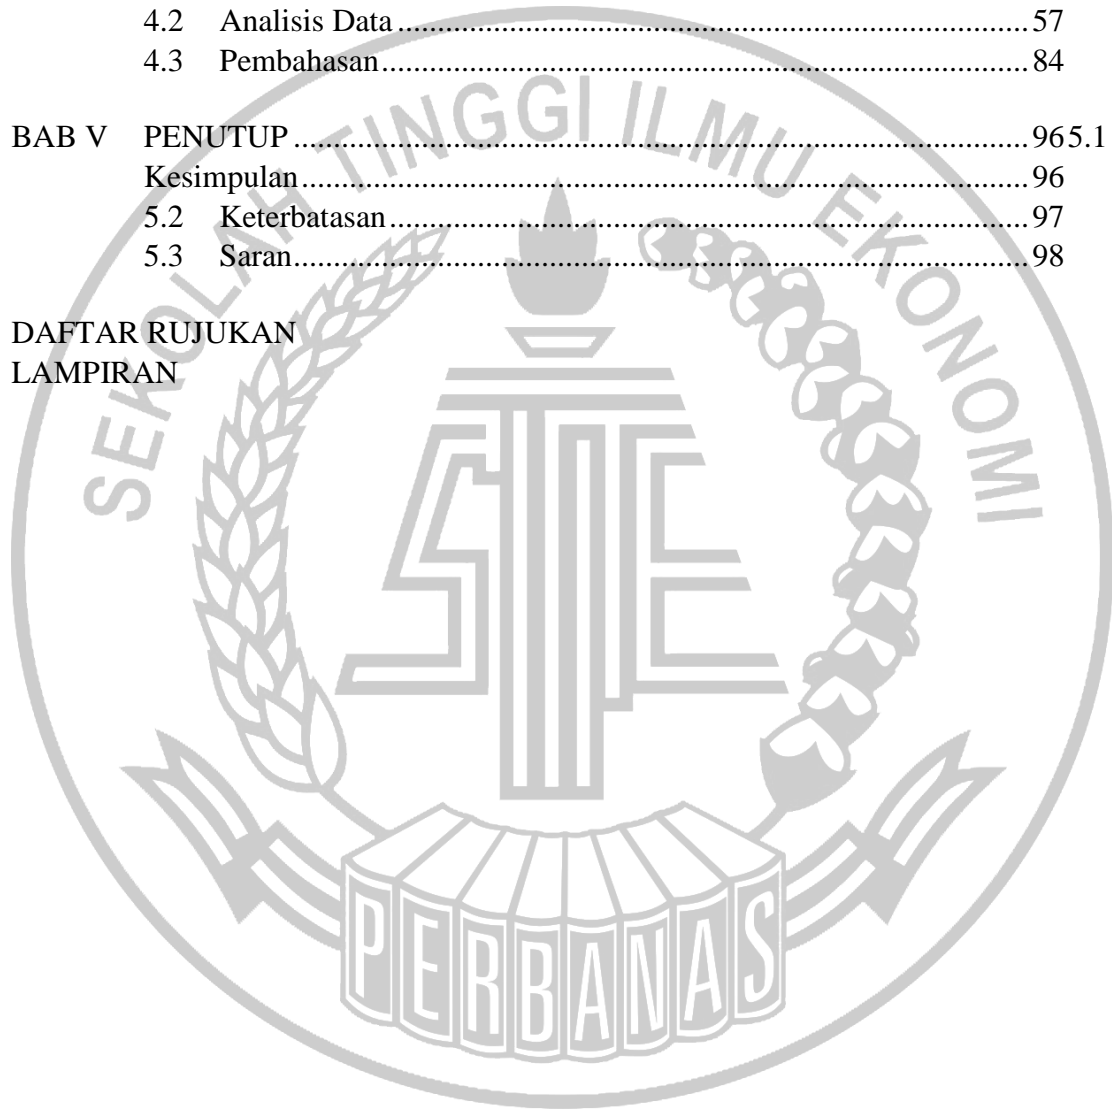 4.2 Analisis Data ........................................................................ 57
4.3 Pembahasan ........................................................................ 84
BAB V PENUTUP ........................................................................ 965.1
Kesimpulan ........................................................................ 96
5.2 Keterbatasan ........................................................................ 97
5.3 Saran ........................................................................ 98
DAFTAR RUJUKAN
LAMPIRAN
SEKOLAH TINGGI ILMU EKONOMI
STIE
PERBANAS